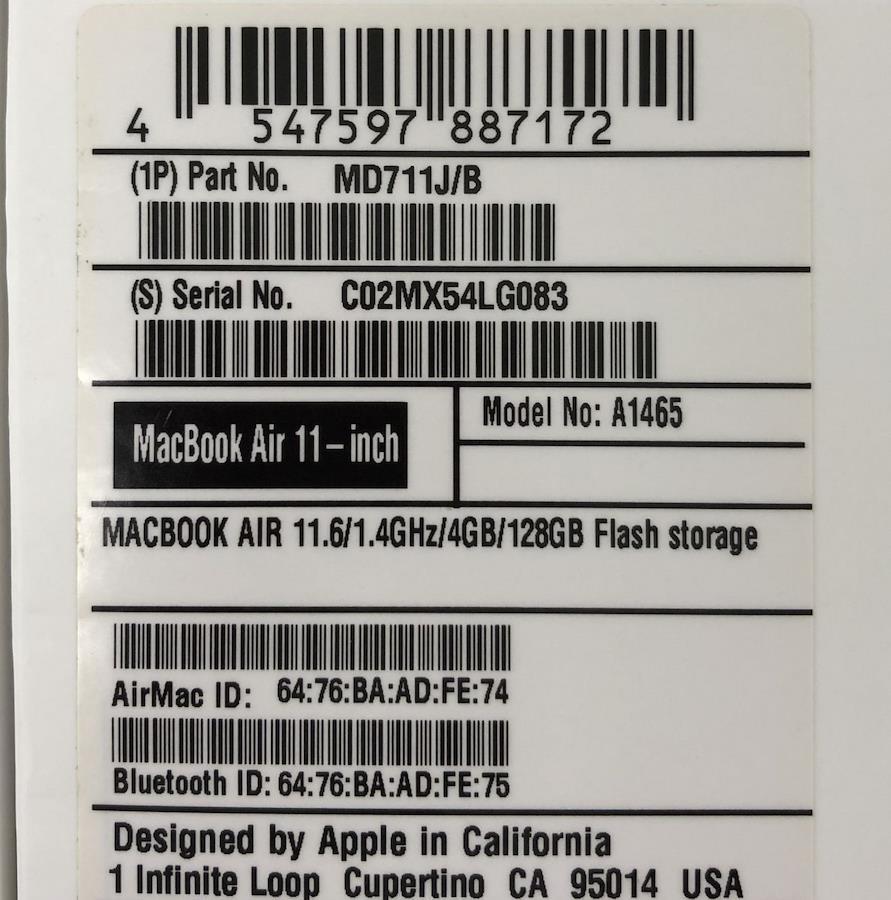 4 547597 887172
(1P) Part No. MD711J/B
(S) Serial No. C02MX54LG083
MacBook Air 11-inch
Model No: A1465
MACBOOK AIR 11.6/1.4GHz/4GB/128GB Flash storage
AirMac ID: 64:76:BA:AD:FE:74
Bluetooth ID: 64:76:BA:AD:FE:75
Designed by Apple in California
1 Infinite Loop Cupertino CA 95014 USA